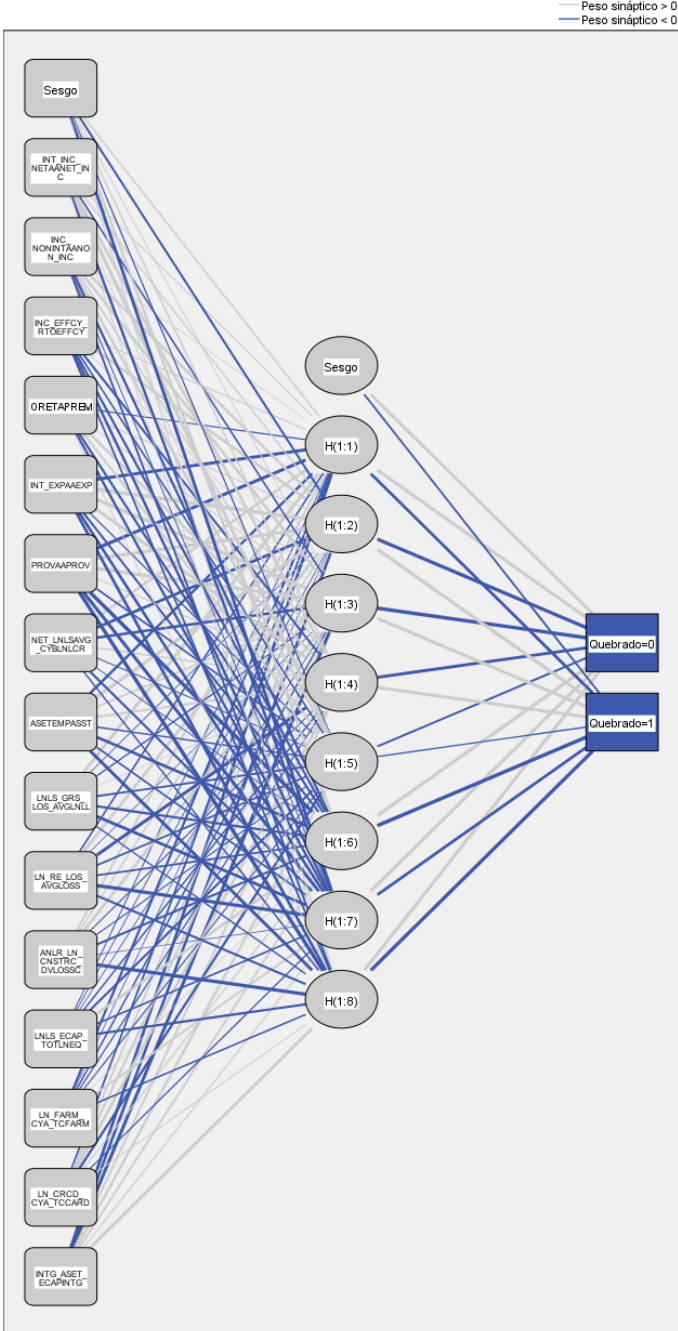 Peso sináptico > 0
Peso sináptico < 0
Sesgo
INT_INC_
NETAANET_IN
C
INC_
NONINTAANO
N_INC
INC_EFFCY_
RTOEFFCY
0RETAPREM
INT_EXPAAEXP
PROVAAPROV
NET_LNLSAVG
_CYBLNLCR
ASETEMPASST
LNLS_GRS_
LOS_AVGLNLL
LN_RE_LOS_
AVGLOSS
ANLR_LN_
CNSTRC_
DVLOSSC
LNLS_ECAP_
TOTLNEQ
LN_FARM_
CYA_TCFARM
LN_CRCD_
CYA_TCCARD
INTG_ASET_
ECAPINTG
Sesgo
H(1:1)
H(1:2)
H(1:3)
H(1:4)
H(1:5)
H(1:6)
H(1:7)
H(1:8)
Quebrado=0
Quebrado=1